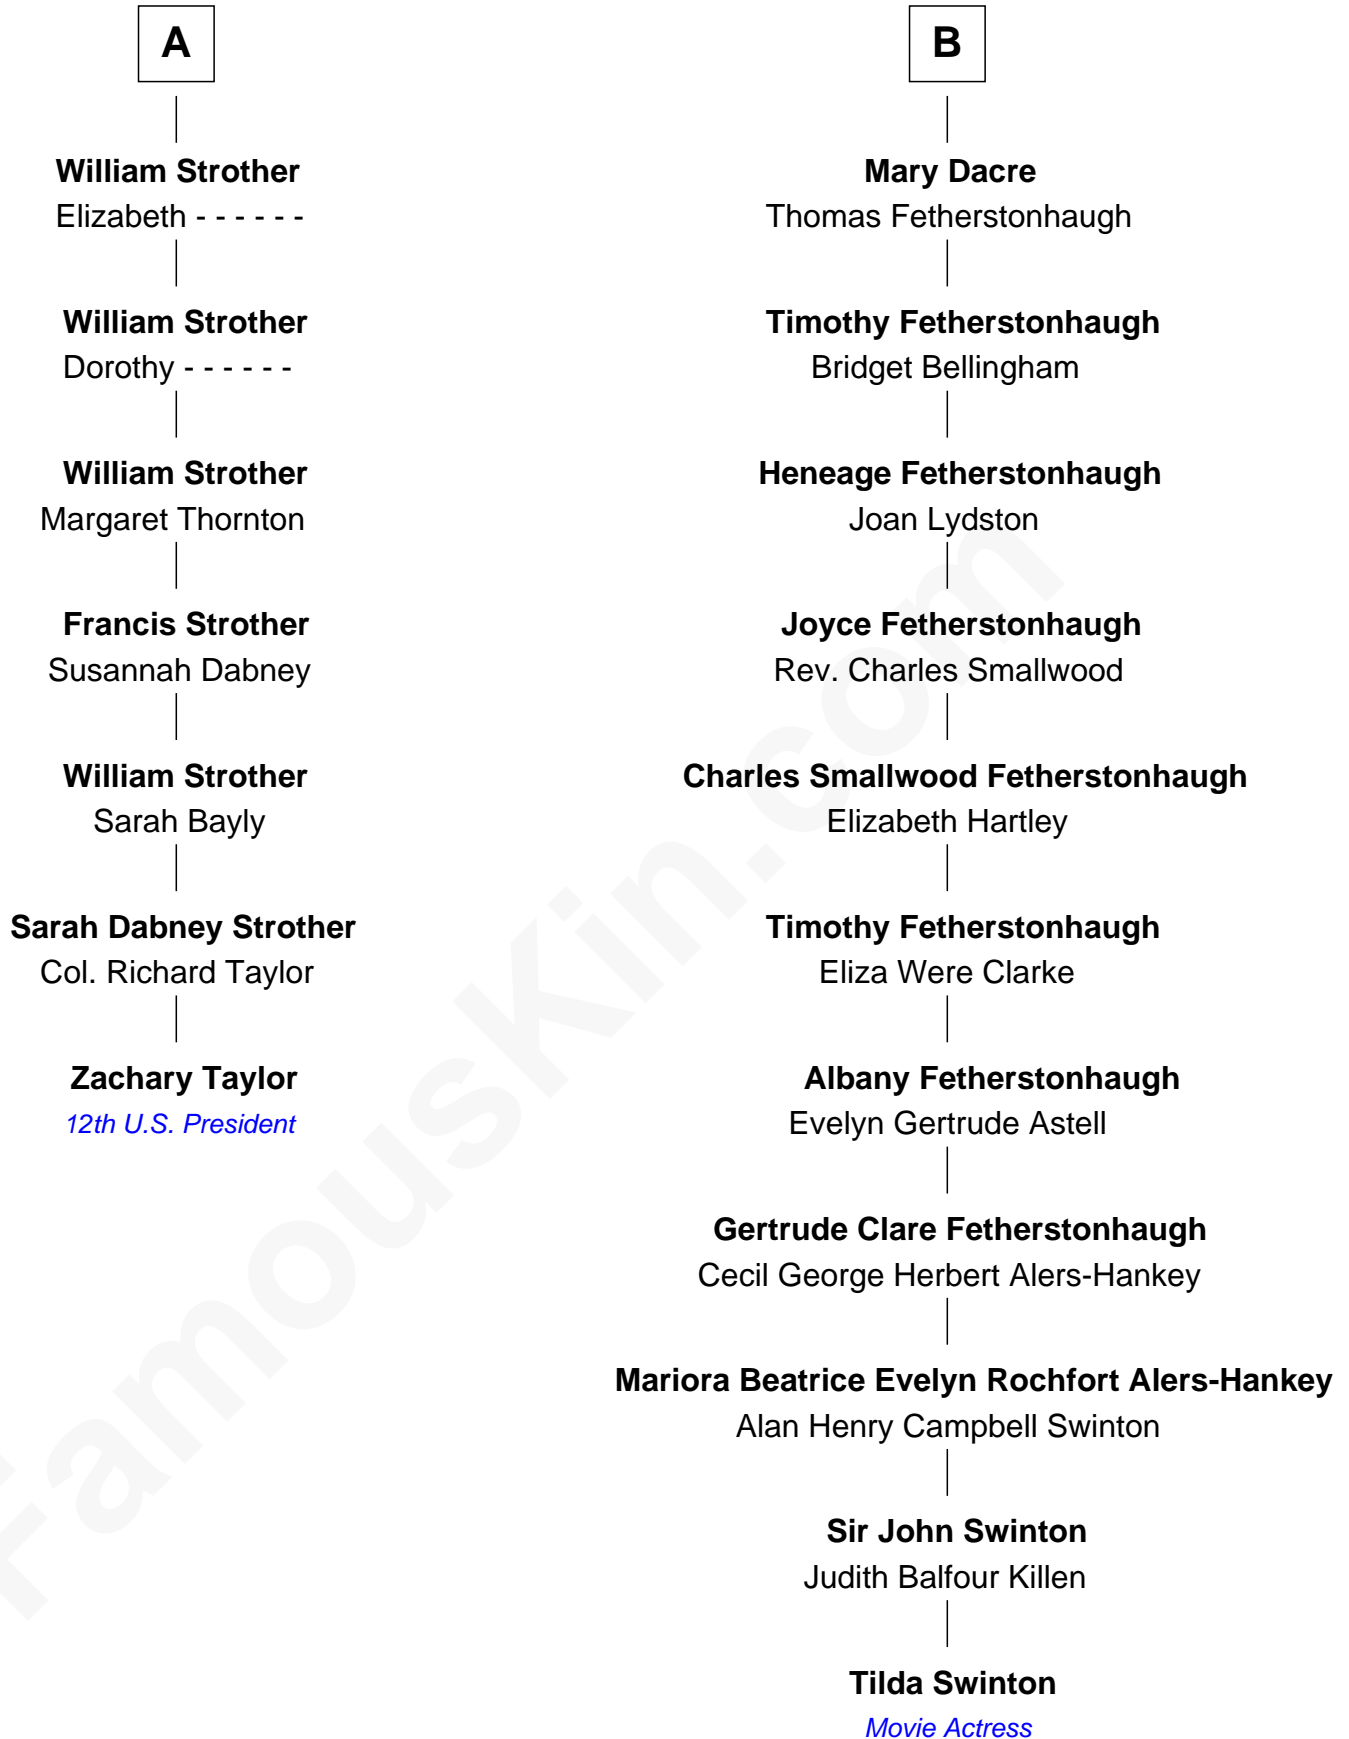 A
William Strother
Elizabeth - - - - - -
William Strother
Dorothy - - - - - -
William Strother
Margaret Thornton
Francis Strother
Susannah Dabney
William Strother
Sarah Bayly
Sarah Dabney Strother
Col. Richard Taylor
Zachary Taylor
12th U.S. President
B
Mary Dacre
Thomas Fetherstonhaugh
Timothy Fetherstonhaugh
Bridget Bellingham
Heneage Fetherstonhaugh
Joan Lydston
Joyce Fetherstonhaugh
Rev. Charles Smallwood
Charles Smallwood Fetherstonhaugh
Elizabeth Hartley
Timothy Fetherstonhaugh
Eliza Were Clarke
Albany Fetherstonhaugh
Evelyn Gertrude Astell
Gertrude Clare Fetherstonhaugh
Cecil George Herbert Alers-Hankey
Mariora Beatrice Evelyn Rochfort Alers-Hankey
Alan Henry Campbell Swinton
Sir John Swinton
Judith Balfour Killen
Tilda Swinton
Movie Actress
FamousKin.com